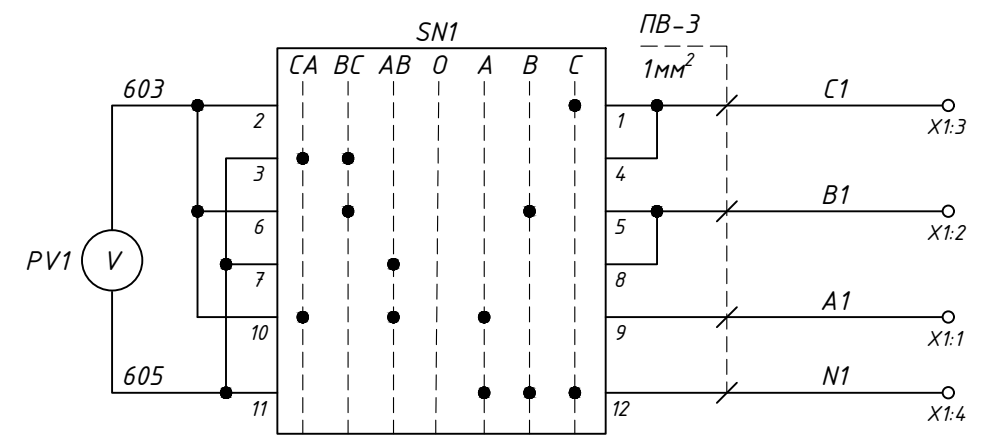 SN1
ПВ-3
1мм²
CA BC AB O A B C
603
C1
2
1
X1:3
3
4
B1
6
5
X1:2
PV1
V
7
8
A1
10
9
X1:1
605
N1
11
12
X1:4